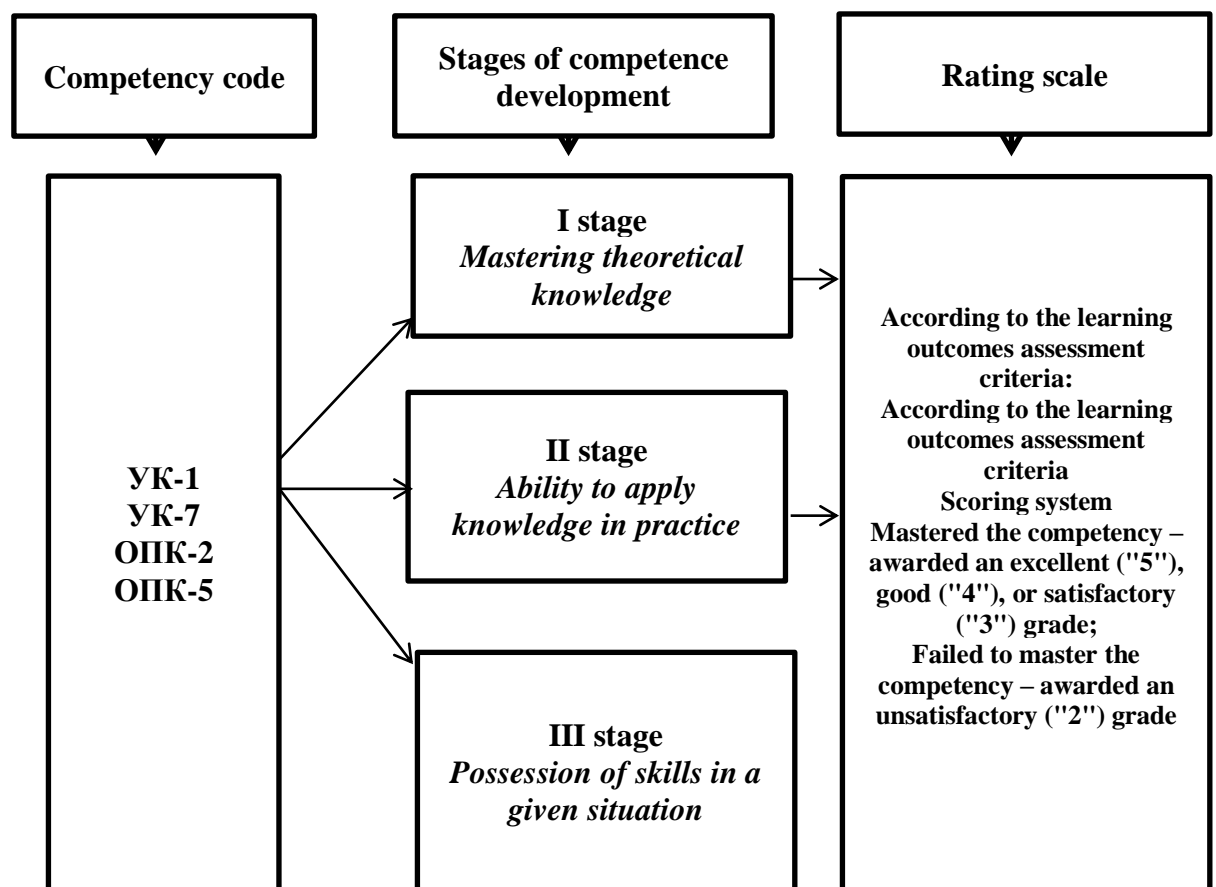 Competency code
Stages of competence
development
Rating scale
УК-1
УК-7
ОПК-2
ОПК-5
I stage
Mastering theoretical
knowledge
II stage
Ability to apply
knowledge in practice
III stage
Possession of skills in a
given situation
According to the learning
outcomes assessment
criteria:
According to the learning
outcomes assessment
criteria
Scoring system
Mastered the competency –
awarded an excellent ("5"),
good ("4"), or satisfactory
("3") grade;
Failed to master the
competency – awarded an
unsatisfactory ("2") grade